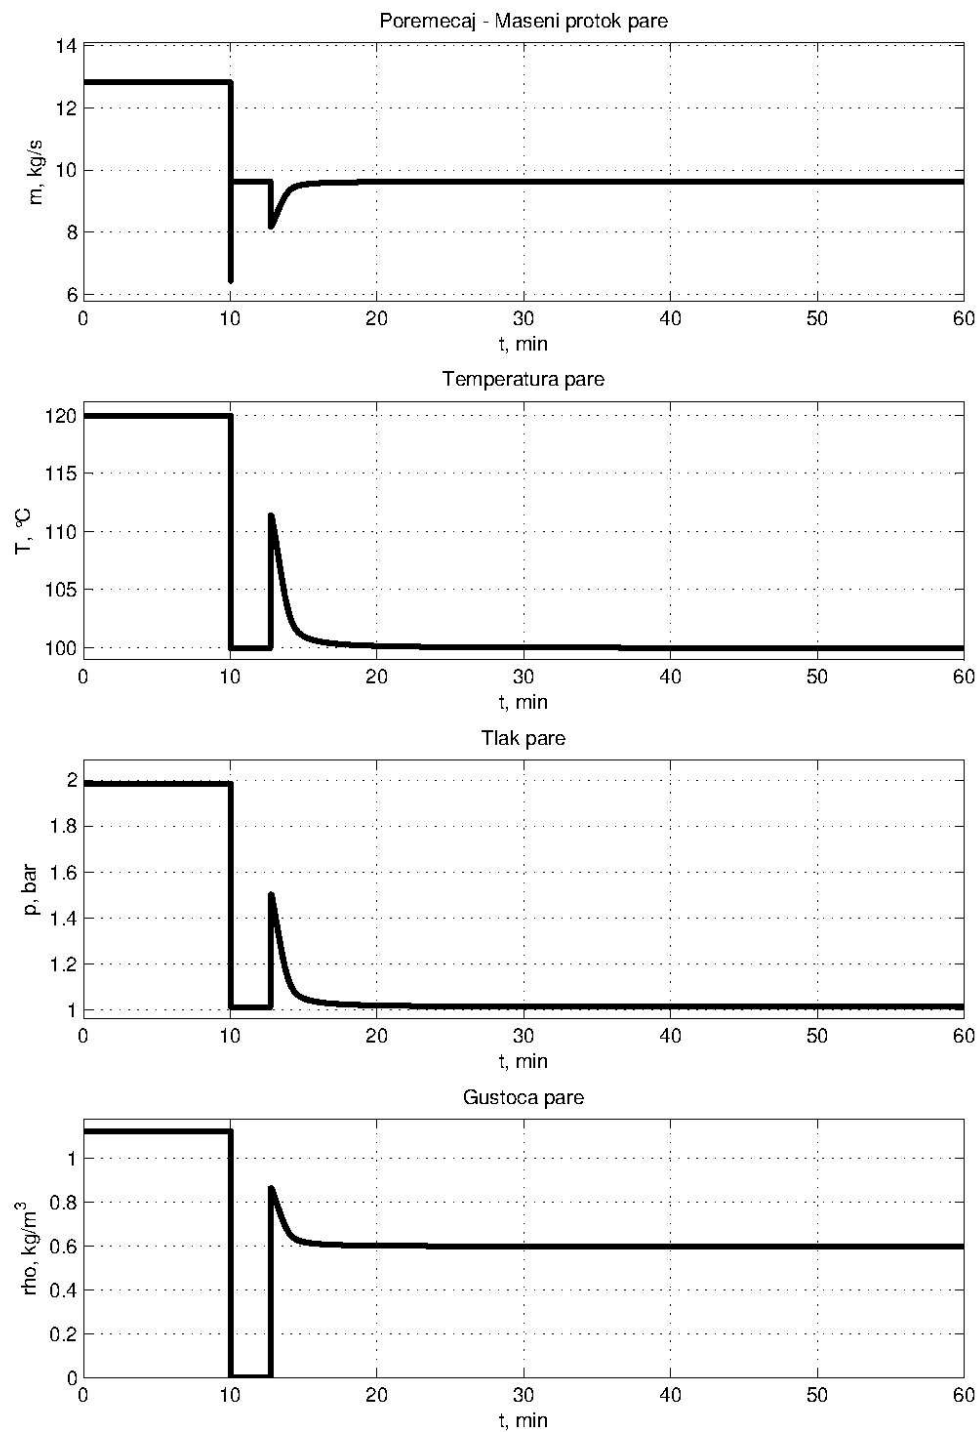 Poremecaj - Maseni protok pare
14
12
10
8
6
m, kg/s
0 10 20 30 40 50 60
t, min
Temperatura pare
120
115
110
105
100
T, °C
0 10 20 30 40 50 60
t, min
Tlak pare
2
1.8
1.6
1.4
1.2
1
p, bar
0 10 20 30 40 50 60
t, min
Gustoca pare
1
0.8
0.6
0.4
0.2
0
rho, kg/m³
0 10 20 30 40 50 60
t, min